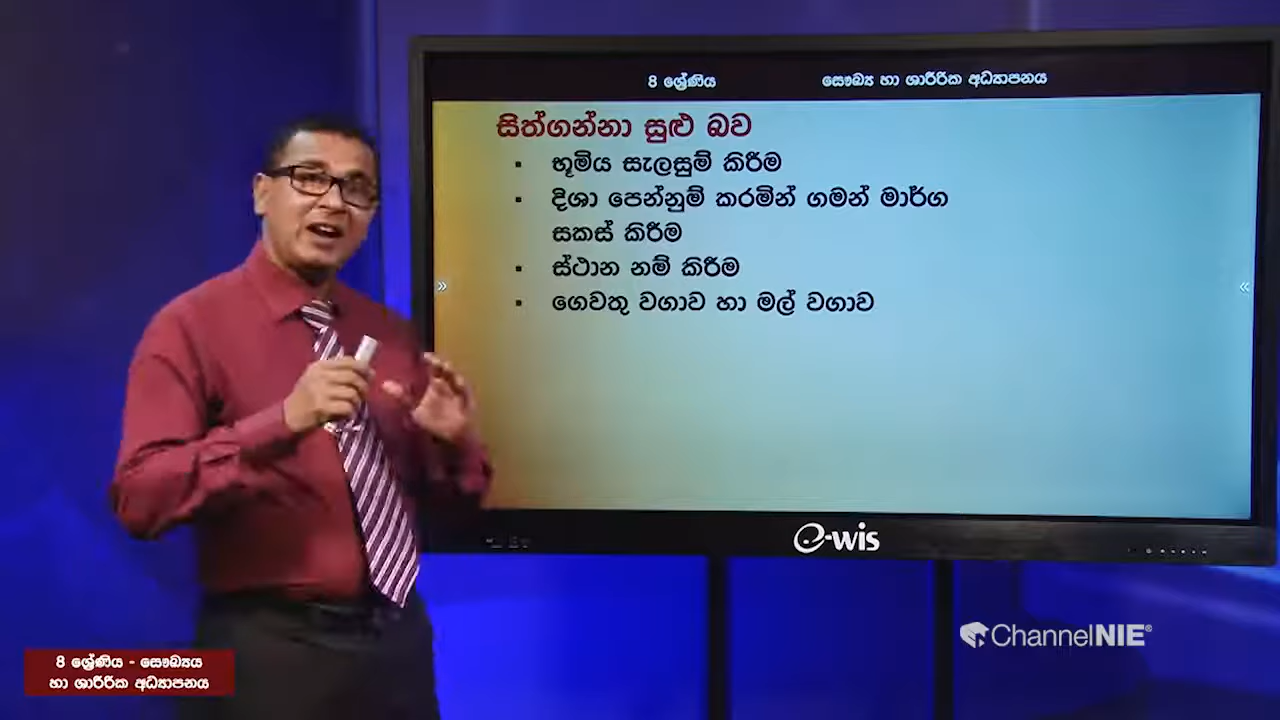 8 ශ්‍රේණිය
සෞඛ්‍ය හා ශාරීරික අධ්‍යාපනය
සිත්ගන්නා සුළු බව
▪ භූමිය සැලසුම් කිරීම
▪ දිශා පෙන්නුම් කරමින් ගමන් මාර්ග
සකස් කිරීම
▪ ස්ථාන නම් කිරීම
▪ ගෙවතු වගාව හා මල් වගාව
e-wis
ChannelNIE®
8 ශ්‍රේණිය - සෞඛ්‍යය
හා ශාරීරික අධ්‍යාපනය